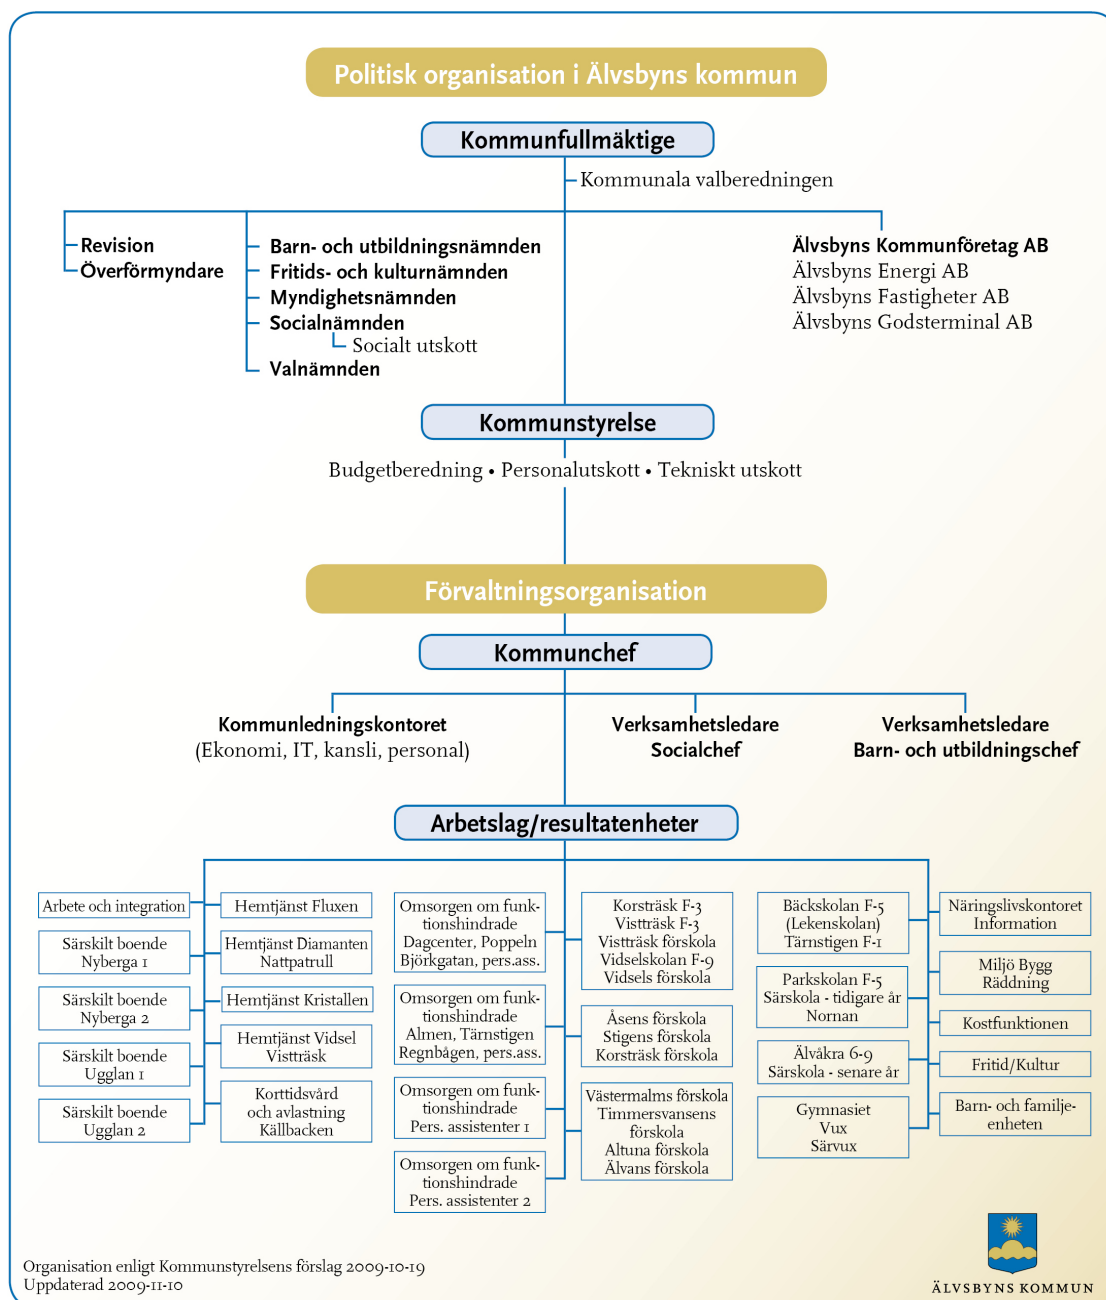 Politisk organisation i Älvsbyns kommun
Kommunfullmäktige
Kommunala valberedningen
Revision
Överförmyndare
Barn- och utbildningsnämnden
Fritids- och kulturnämnden
Myndighetsnämnden
Socialnämnden
Socialt utskott
Valnämnden
Älvsbyns Kommunföretag AB
Älvsbyns Energi AB
Älvsbyns Fastigheter AB
Älvsbyns Godsterminal AB
Kommunstyrelse
Budgetberedning • Personalutskott • Tekniskt utskott
Förvaltningsorganisation
Kommunchef
Kommunledningskontoret
(Ekonomi, IT, kansli, personal)
Verksamhetsledare
Socialchef
Verksamhetsledare
Barn- och utbildningschef
Arbetslag/resultatenheter
Arbete och integration
Särskilt boende
Nyberga 1
Särskilt boende
Nyberga 2
Särskilt boende
Ugglan 1
Särskilt boende
Ugglan 2
Hemtjänst Fluxen
Hemtjänst Diamanten
Nattpatrull
Hemtjänst Kristallen
Hemtjänst Vidsel
Vistträsk
Korttidsvård
och avlastning
Källbacken
Omsorgen om funk-
tionshindrade
Dagcenter, Poppeln
Björkgatan, pers.ass.
Omsorgen om funk-
tionshindrade
Almen, Tärnstigen
Regnbågen, pers.ass.
Omsorgen om funk-
tionshindrade
Pers. assistenter 1
Omsorgen om funk-
tionshindrade
Pers. assistenter 2
Korsträsk F-3
Vistträsk F-3
Vistträsk förskola
Vidselskolan F-9
Vidsels förskola
Åsens förskola
Stigens förskola
Korsträsk förskola
Västermalms förskola
Timmersvansens
förskola
Altuna förskola
Älvans förskola
Bäckskolan F-5
(Lekenskolan)
Tärnstigen F-1
Parkskolan F-5
Särskola - tidigare år
Nornan
Älvåkra 6-9
Särskola - senare år
Gymnasiet
Vux
Särvux
Näringslivskontoret
Information
Miljö Bygg
Räddning
Kostfunktionen
Fritid/Kultur
Barn- och familje-
enheten
Organisation enligt Kommunstyrelsens förslag 2009-10-19
Uppdaterad 2009-11-10
ÄLVSBYNS KOMMUN